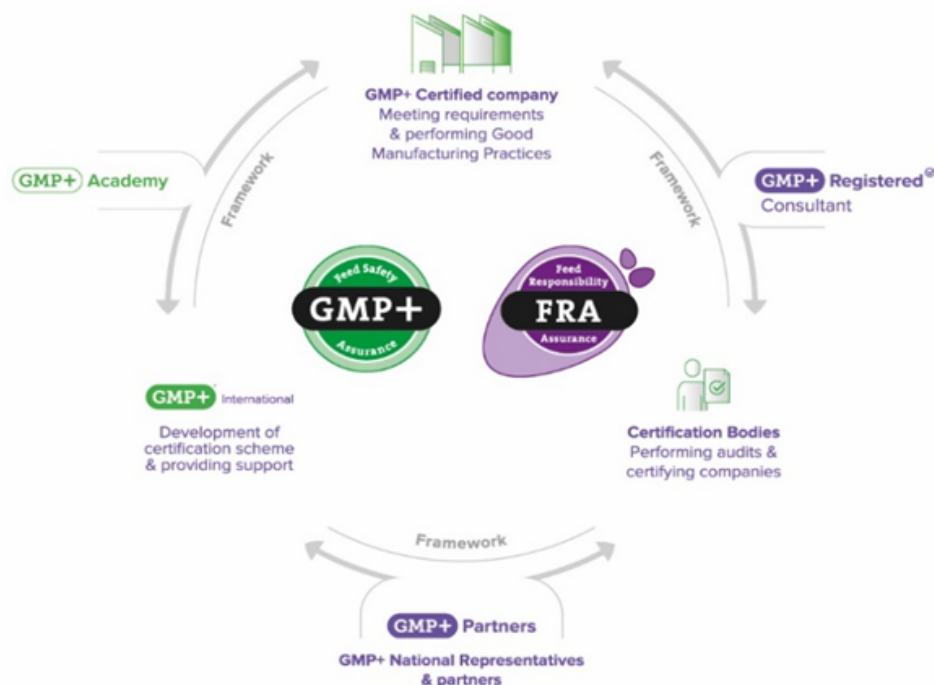 GMP+ Certified company
Meeting requirements
& performing Good
Manufacturing Practices
GMP+ Academy
Framework
Framework
GMP+ Registered®
Consultant
Feed Safety
GMP+
Assurance
Feed
Responsibility
FRA
Assurance
GMP+ International
Development of
certification scheme
& providing support
Certification Bodies
Performing audits &
certifying companies
Framework
GMP+ Partners
GMP+ National Representatives
& partners